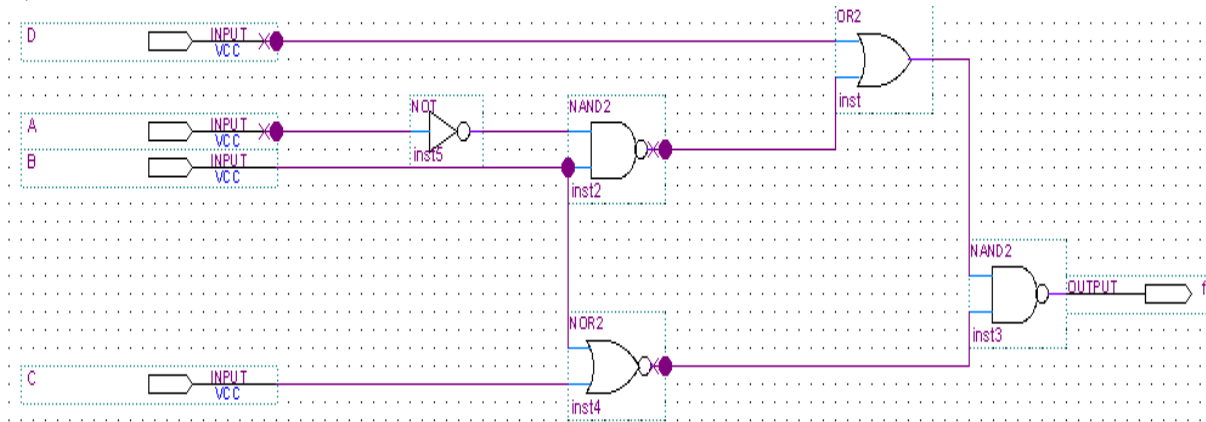 OR2
D
INPUT
VCC
inst
NOT
NAND2
A
INPUT
VCC
inst5
B
INPUT
VCC
inst2
NAND2
OUTPUT
f
inst3
NOR2
C
INPUT
VCC
inst4